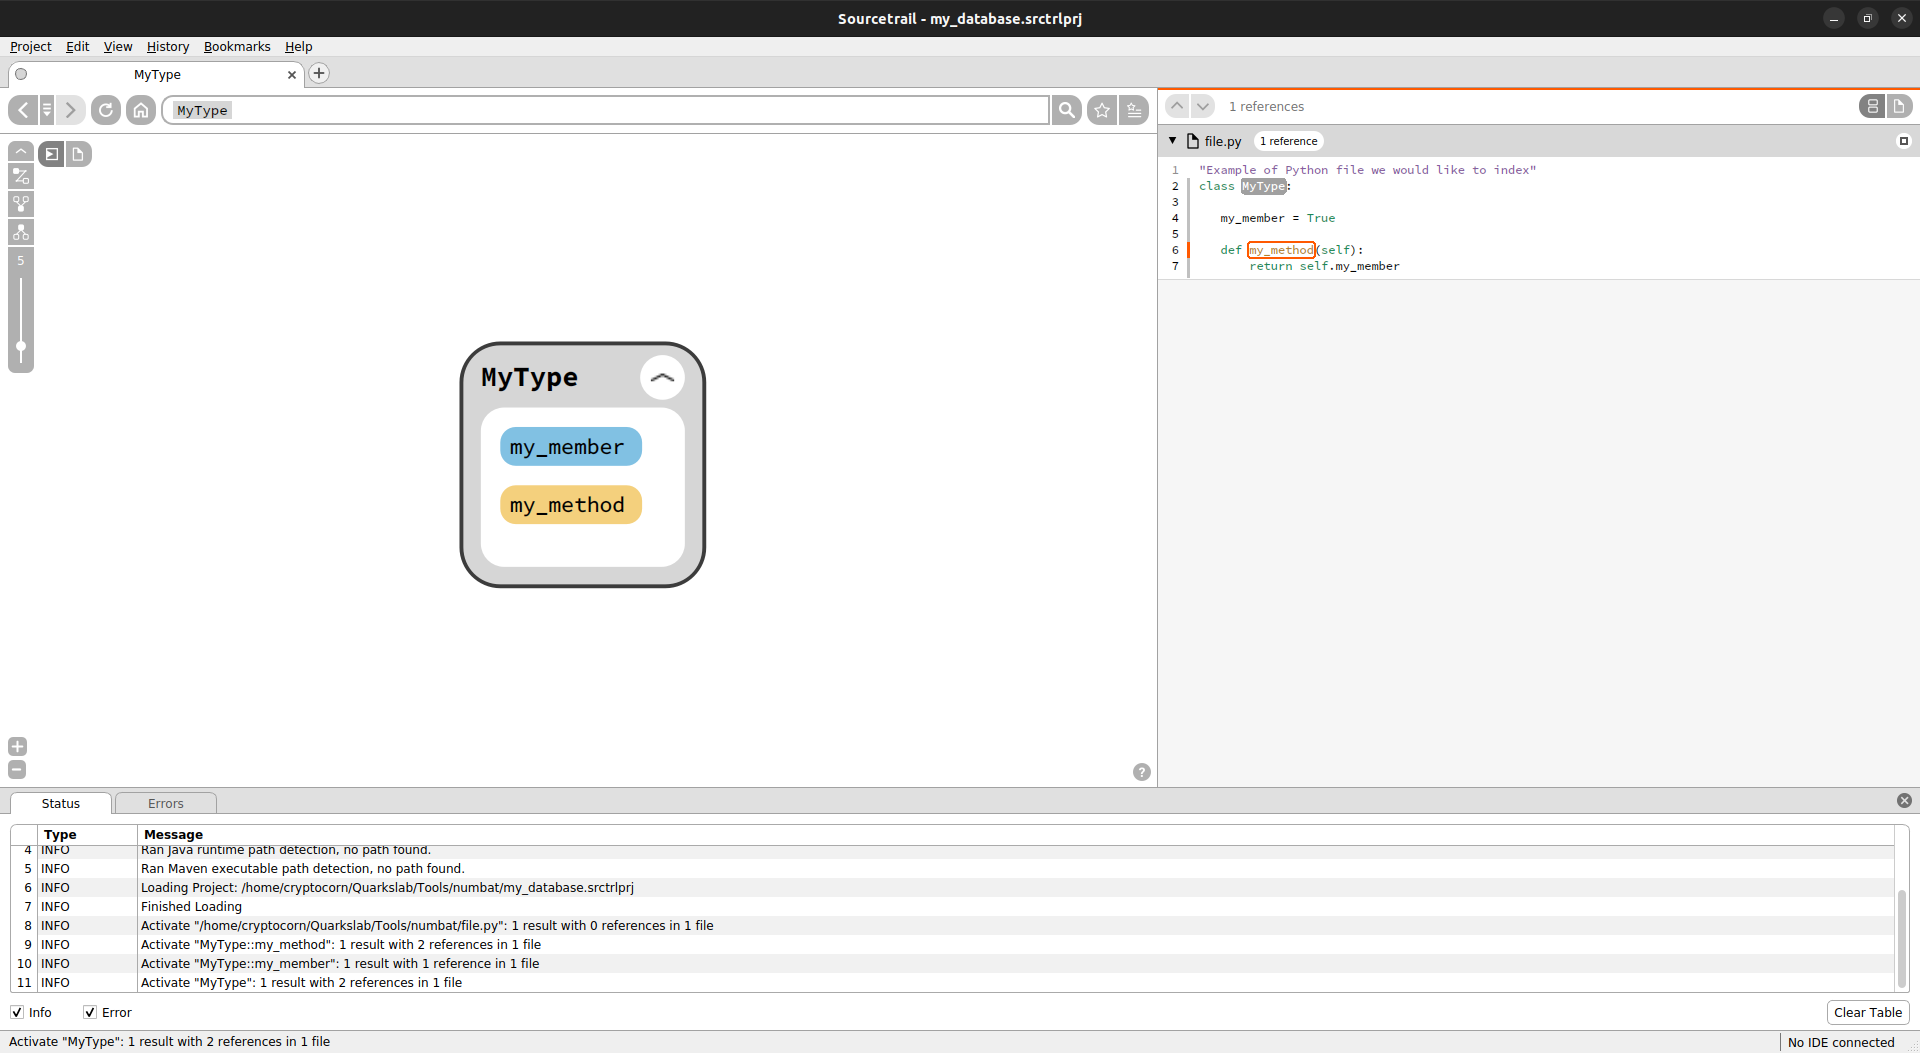 Sourcetrail - my_database.srctrlprj
Project Edit View History Bookmarks Help
MyType
MyType
1 references
file.py 1 reference
1 "Example of Python file we would like to index"
2 class MyType:
3
4 my_member = True
5
6 def my_method(self):
7 return self.my_member
5
MyType
my_member
my_method
?
Status Errors
Type Message
4 INFO Ran Java runtime path detection, no path found.
5 INFO Ran Maven executable path detection, no path found.
6 INFO Loading Project: /home/cryptocorn/Quarkslab/Tools/numbat/my_database.srctrlprj
7 INFO Finished Loading
8 INFO Activate "/home/cryptocorn/Quarkslab/Tools/numbat/file.py": 1 result with 0 references in 1 file
9 INFO Activate "MyType::my_method": 1 result with 2 references in 1 file
10 INFO Activate "MyType::my_member": 1 result with 1 reference in 1 file
11 INFO Activate "MyType": 1 result with 2 references in 1 file
Info Error Clear Table
Activate "MyType": 1 result with 2 references in 1 file No IDE connected